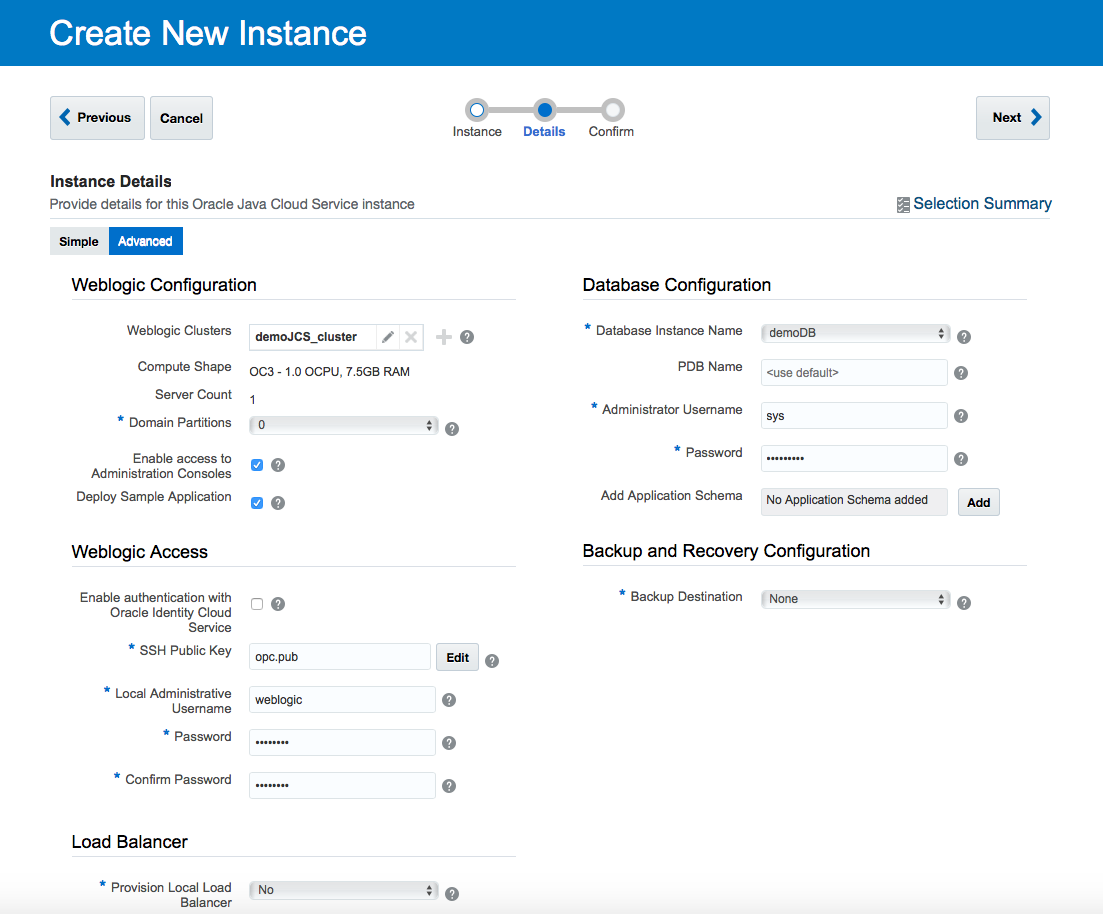 Create New Instance
Previous
Cancel
Instance
Details
Confirm
Next
Instance Details
Provide details for this Oracle Java Cloud Service instance
Selection Summary
Simple
Advanced
Weblogic Configuration
Weblogic Clusters
demoJCS_cluster
?
Compute Shape
OC3 - 1.0 OCPU, 7.5GB RAM
Server Count
1
* Domain Partitions
0
?
Enable access to
Administration Consoles
?
Deploy Sample Application
?
Weblogic Access
Enable authentication with
Oracle Identity Cloud
Service
?
* SSH Public Key
opc.pub
Edit
?
* Local Administrative
Username
weblogic
?
* Password
••••••••
?
* Confirm Password
••••••••
?
Load Balancer
* Provision Local Load
Balancer
No
?
Database Configuration
* Database Instance Name
demoDB
?
PDB Name
<use default>
?
* Administrator Username
sys
?
* Password
•••••••••
?
Add Application Schema
No Application Schema added
Add
Backup and Recovery Configuration
* Backup Destination
None
?